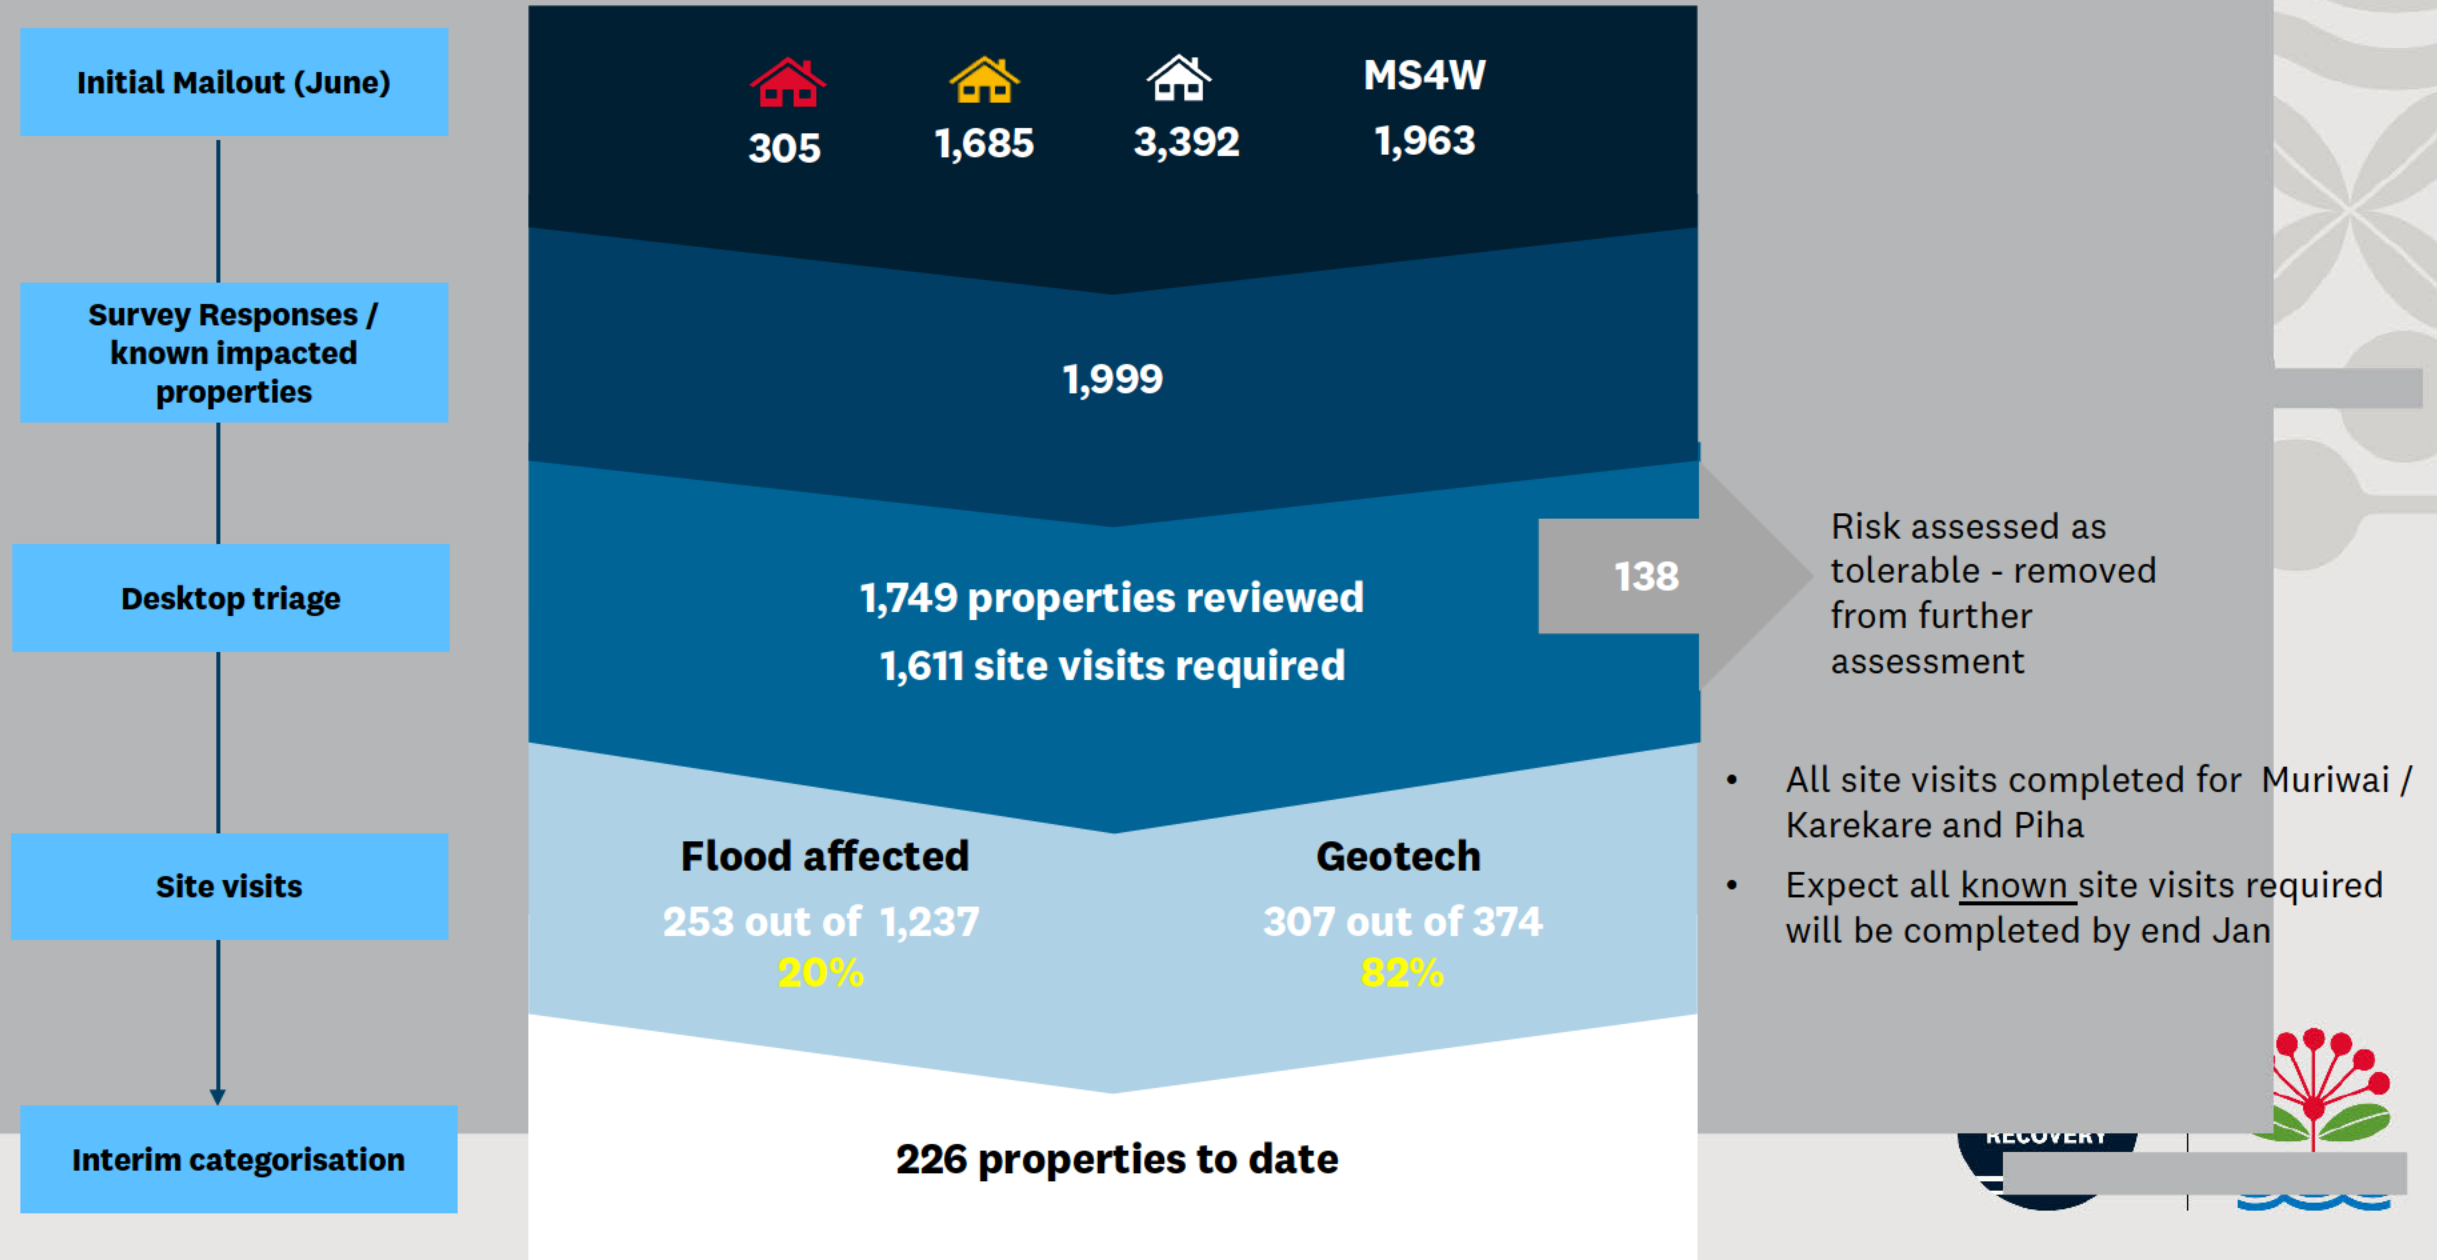 Initial Mailout (June)
305
1,685
3,392
MS4W
1,963
Survey Responses /
known impacted
properties
1,999
Desktop triage
1,749 properties reviewed
1,611 site visits required
138
Risk assessed as
tolerable - removed
from further
assessment
Site visits
Flood affected
253 out of 1,237
20%
Geotech
307 out of 374
82%
• All site visits completed for Muriwai /
Karekare and Piha
• Expect all known site visits required
will be completed by end Jan
Interim categorisation
226 properties to date
RECOVERY